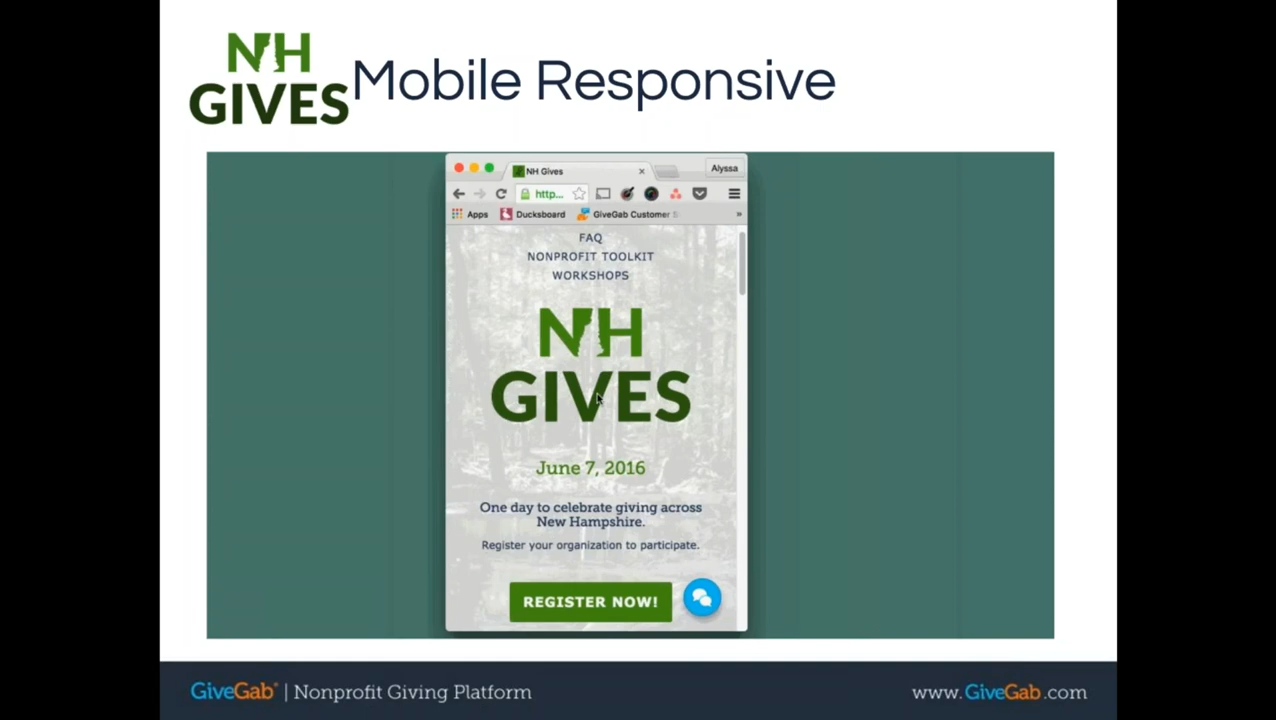 NH
GIVES
Mobile Responsive
NH Gives
Alyssa
http...
Apps
Ducksboard
GiveGab Customer S
»
FAQ
NONPROFIT TOOLKIT
WORKSHOPS
NH
GIVES
June 7, 2016
One day to celebrate giving across
New Hampshire.
Register your organization to participate.
REGISTER NOW!
GiveGab® | Nonprofit Giving Platform
www.GiveGab.com